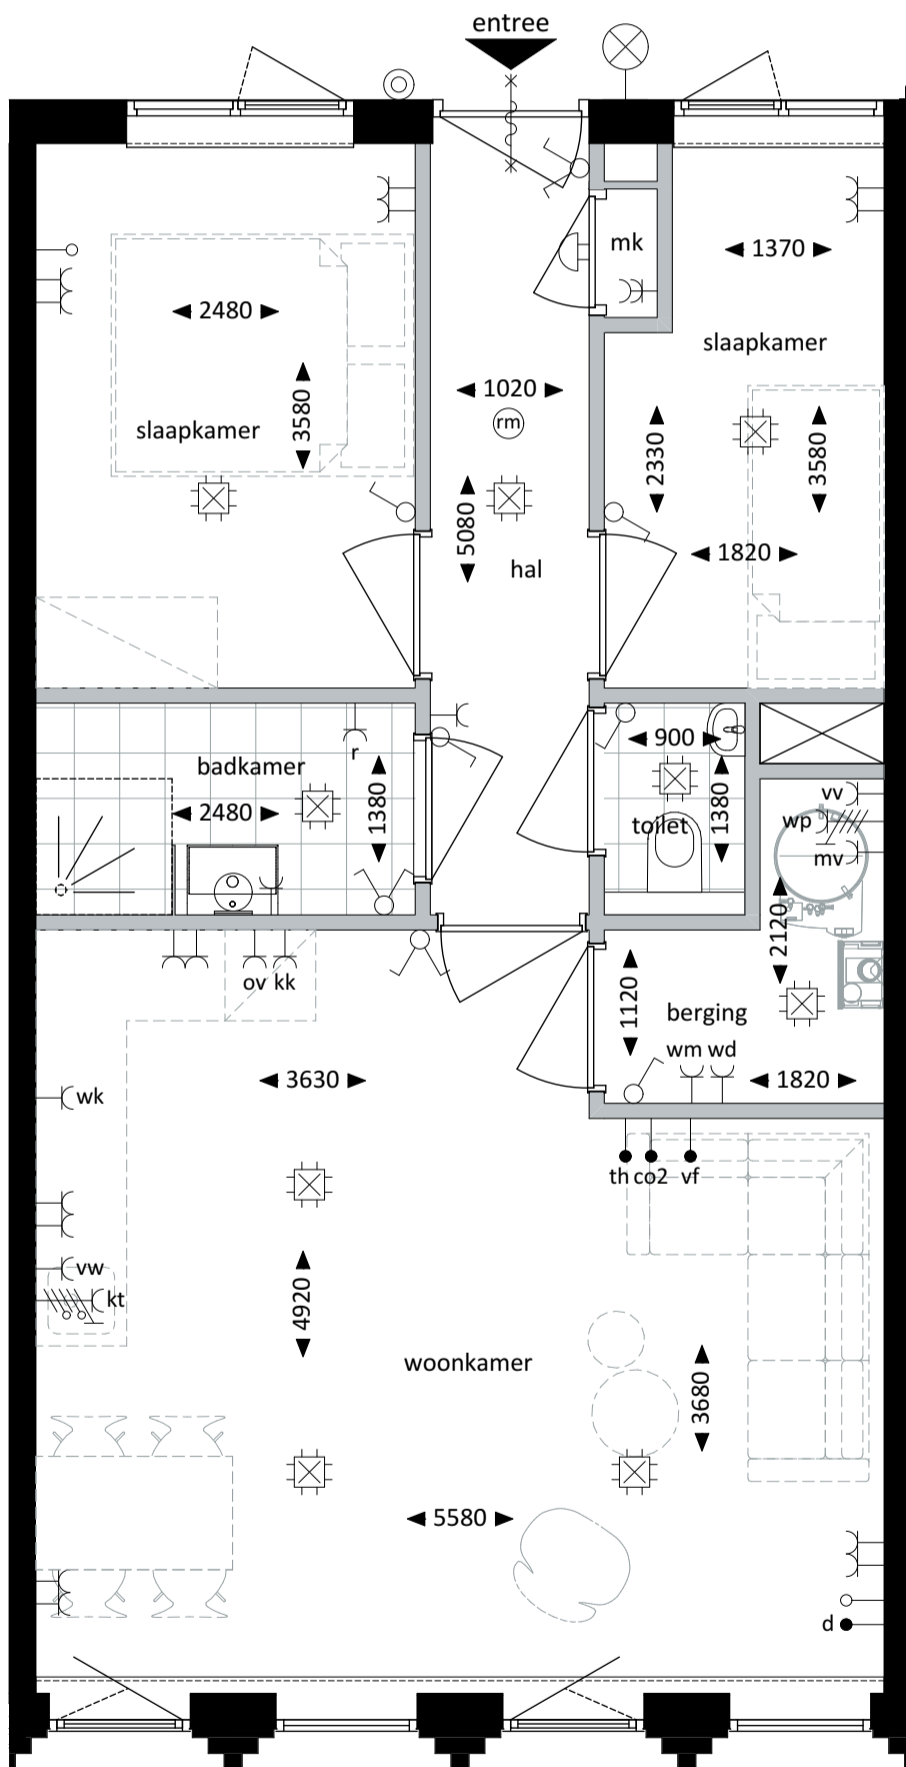 entree
mk
1370
2480
slaapkamer
1020
rm
3580
slaapkamer
2330
3580
5080
1820
hal
900
r
badkamer
2480
1380
1380
toilet
vv
wp
mv
2120
ov kk
1120
berging
wm wd
3630
1820
wk
th co2 vf
vw
kt
4920
woonkamer
3680
5580
d